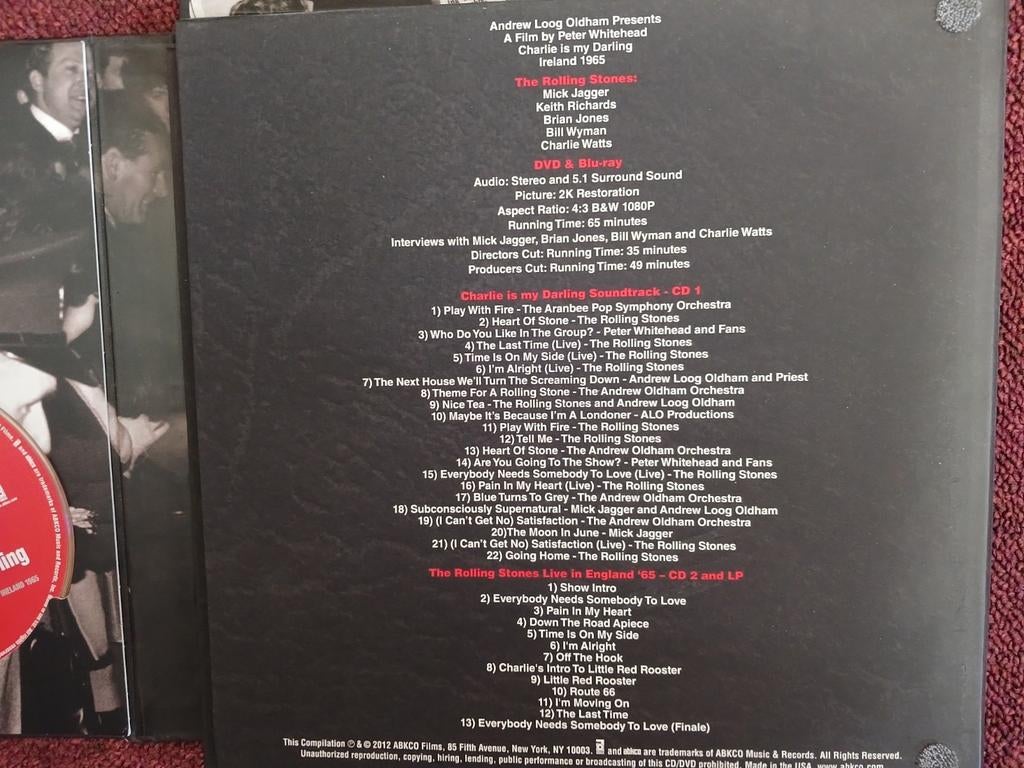 Andrew Loog Oldham Presents
A Film by Peter Whitehead
Charlie is my Darling
Ireland 1965
The Rolling Stones:
Mick Jagger
Keith Richards
Brian Jones
Bill Wyman
Charlie Watts
DVD & Blu-ray
Audio: Stereo and 5.1 Surround Sound
Picture: 2K Restoration
Aspect Ratio: 4:3 B&W 1080P
Running Time: 65 minutes
Interviews with Mick Jagger, Brian Jones, Bill Wyman and Charlie Watts
Directors Cut: Running Time: 35 minutes
Producers Cut: Running Time: 49 minutes
Charlie is my Darling Soundtrack - CD 1
1) Play With Fire - The Aranbee Pop Symphony Orchestra
2) Heart Of Stone - The Rolling Stones
3) Who Do You Like In The Group? - Peter Whitehead and Fans
4) The Last Time (Live) - The Rolling Stones
5) Time Is On My Side (Live) - The Rolling Stones
6) I'm Alright (Live) - The Rolling Stones
7) The Next House We'll Turn The Screaming Down - Andrew Loog Oldham and Priest
8) Theme For A Rolling Stone - The Andrew Oldham Orchestra
9) Nice Tea - The Rolling Stones and Andrew Loog Oldham
10) Maybe It's Because I'm A Londoner - ALO Productions
11) Play With Fire - The Rolling Stones
12) Tell Me - The Rolling Stones
13) Heart Of Stone - The Andrew Oldham Orchestra
14) Are You Going To The Show? - Peter Whitehead and Fans
15) Everybody Needs Somebody To Love (Live) - The Rolling Stones
16) Pain In My Heart (Live) - The Rolling Stones
17) Blue Turns To Grey - The Andrew Oldham Orchestra
18) Subconsciously Supernatural - Mick Jagger and Andrew Loog Oldham
19) (I Can't Get No) Satisfaction - The Andrew Oldham Orchestra
20) The Moon In June - Mick Jagger
21) (I Can't Get No) Satisfaction (Live) - The Rolling Stones
22) Going Home - The Rolling Stones
The Rolling Stones Live in England '65 – CD 2 and LP
1) Show Intro
2) Everybody Needs Somebody To Love
3) Pain In My Heart
4) Down The Road Apiece
5) Time Is On My Side
6) I'm Alright
7) Off The Hook
8) Charlie's Intro To Little Red Rooster
9) Little Red Rooster
10) Route 66
11) I'm Moving On
12) The Last Time
13) Everybody Needs Somebody To Love (Finale)
This Compilation ℗ & © 2012 ABKCO Films, 85 Fifth Avenue, New York, NY 10003. and abkco are trademarks of ABKCO Music & Records. All Rights Reserved.
Unauthorized reproduction, copying, hiring, lending, public performance or broadcasting of this CD/DVD prohibited. Made in the USA. www.abkco.com
ing
IRELAND 1965
are trademarks of ABKCO Music and Records, Inc.